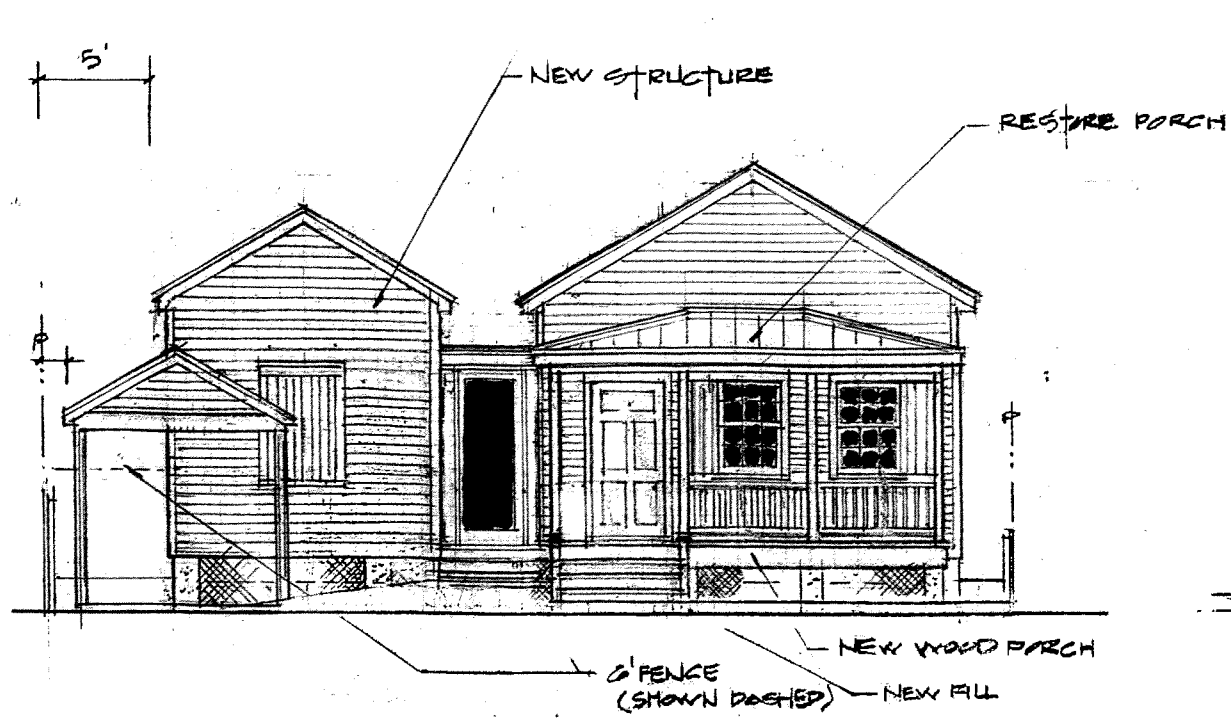 5'
NEW STRUCTURE
RESTORE PORCH
P
P
NEW WOOD PORCH
6' FENCE
(SHOWN DASHED)
NEW FILL